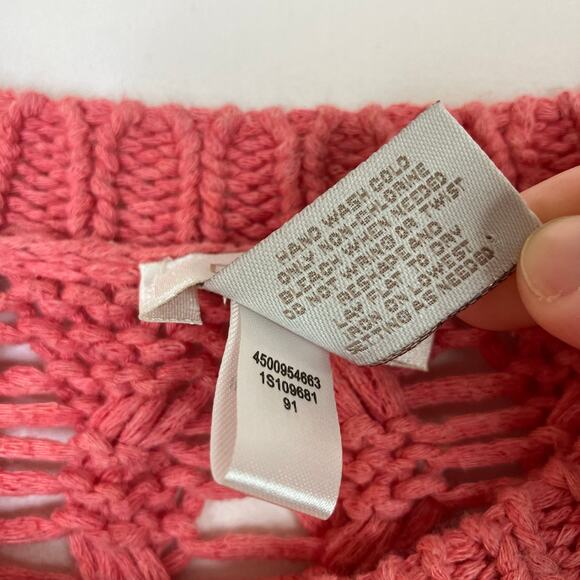 HAND WASH COLD
ONLY NON-CHLORINE
BLEACH WHEN NEEDED
DO NOT WRING OR TWIST
RESHAPE AND
LAY FLAT TO DRY
IRON ON LOWEST
SETTING AS NEEDED
4500954663
1S109681
91